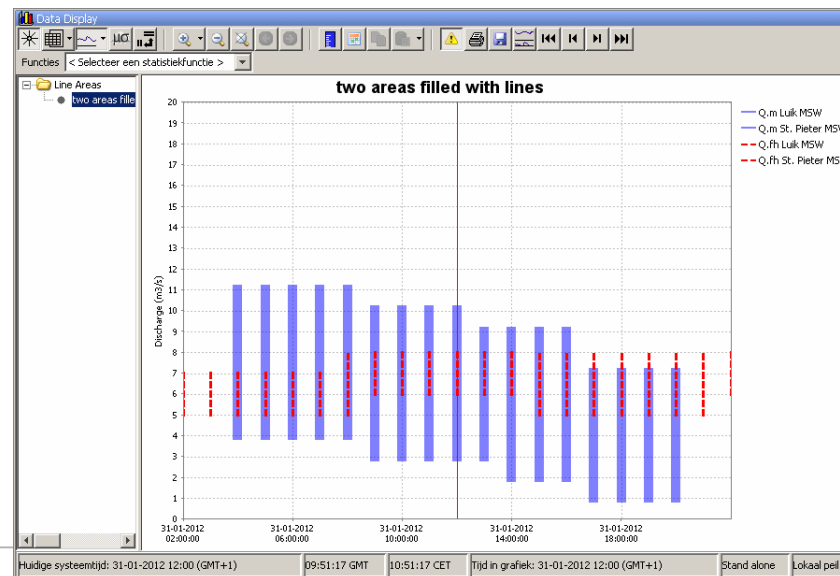 Data Display
μσ
Functies < Selecteer een statistiekfunctie >
Line Areas
two areas fille
two areas filled with lines
20
19
18
17
16
15
14
13
12
11
10
9
8
7
6
5
4
3
2
1
0
Discharge (m3/s)
31-01-2012
02:00:00
31-01-2012
06:00:00
31-01-2012
10:00:00
31-01-2012
14:00:00
31-01-2012
18:00:00
Q.m Luik MSW
Q.m St. Pieter MSW
Q.fh Luik MSW
Q.fh St. Pieter MS
Huidige systeemtijd: 31-01-2012 12:00 (GMT+1)
09:51:17 GMT
10:51:17 CET
Tijd in grafiek: 31-01-2012 12:00 (GMT+1)
Stand alone
Lokaal peil